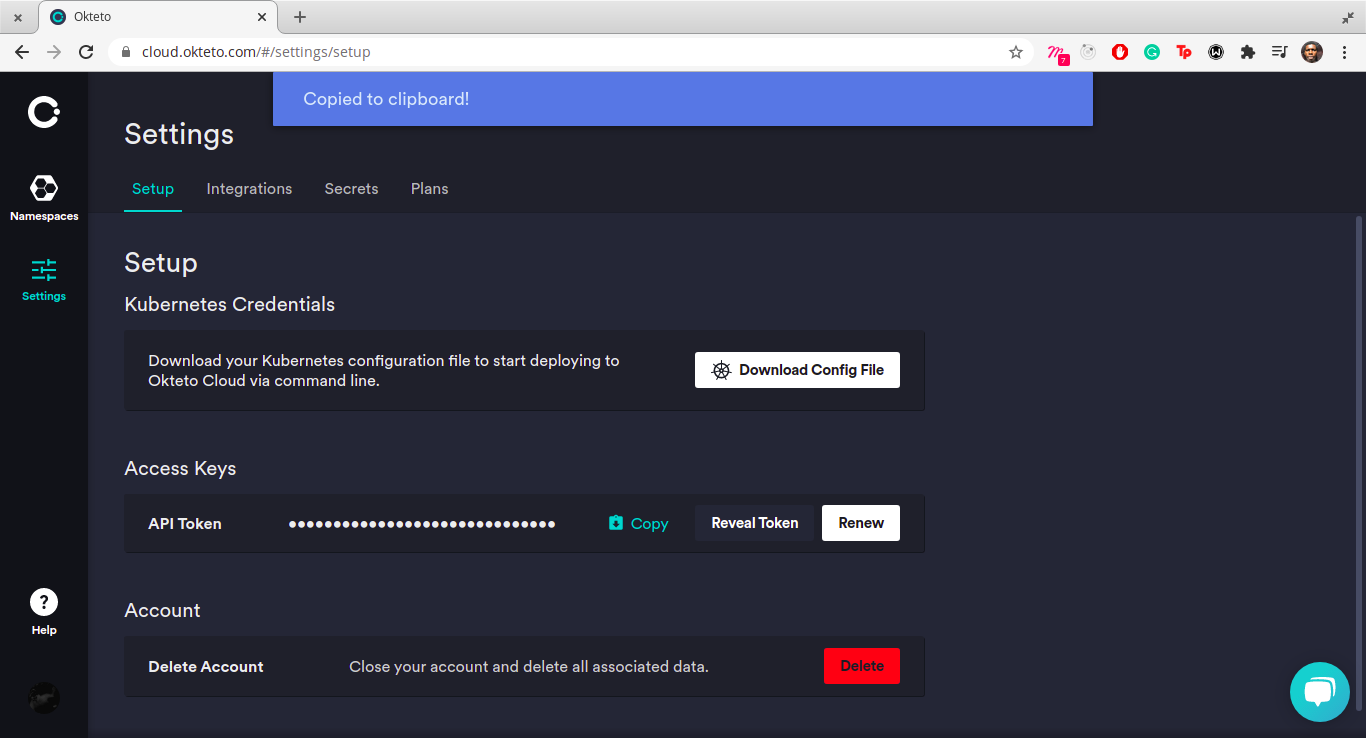 Okteto
cloud.okteto.com/#/settings/setup
7
Tp
Copied to clipboard!
Settings
Setup
Integrations
Secrets
Plans
Namespaces
Settings
Setup
Kubernetes Credentials
Download your Kubernetes configuration file to start deploying to
Okteto Cloud via command line.
Download Config File
Access Keys
API Token
••••••••••••••••••••••••••••••
Copy
Reveal Token
Renew
Account
Delete Account
Close your account and delete all associated data.
Delete
?
Help